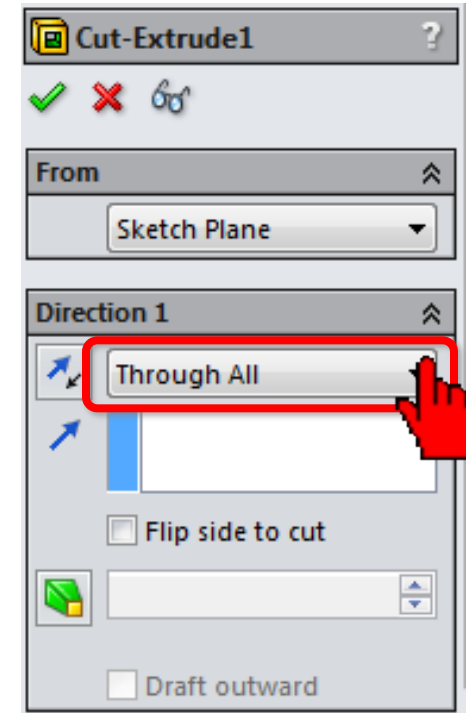 Cut-Extrude1 ?
From
Sketch Plane
Direction 1
Through All
Flip side to cut
Draft outward